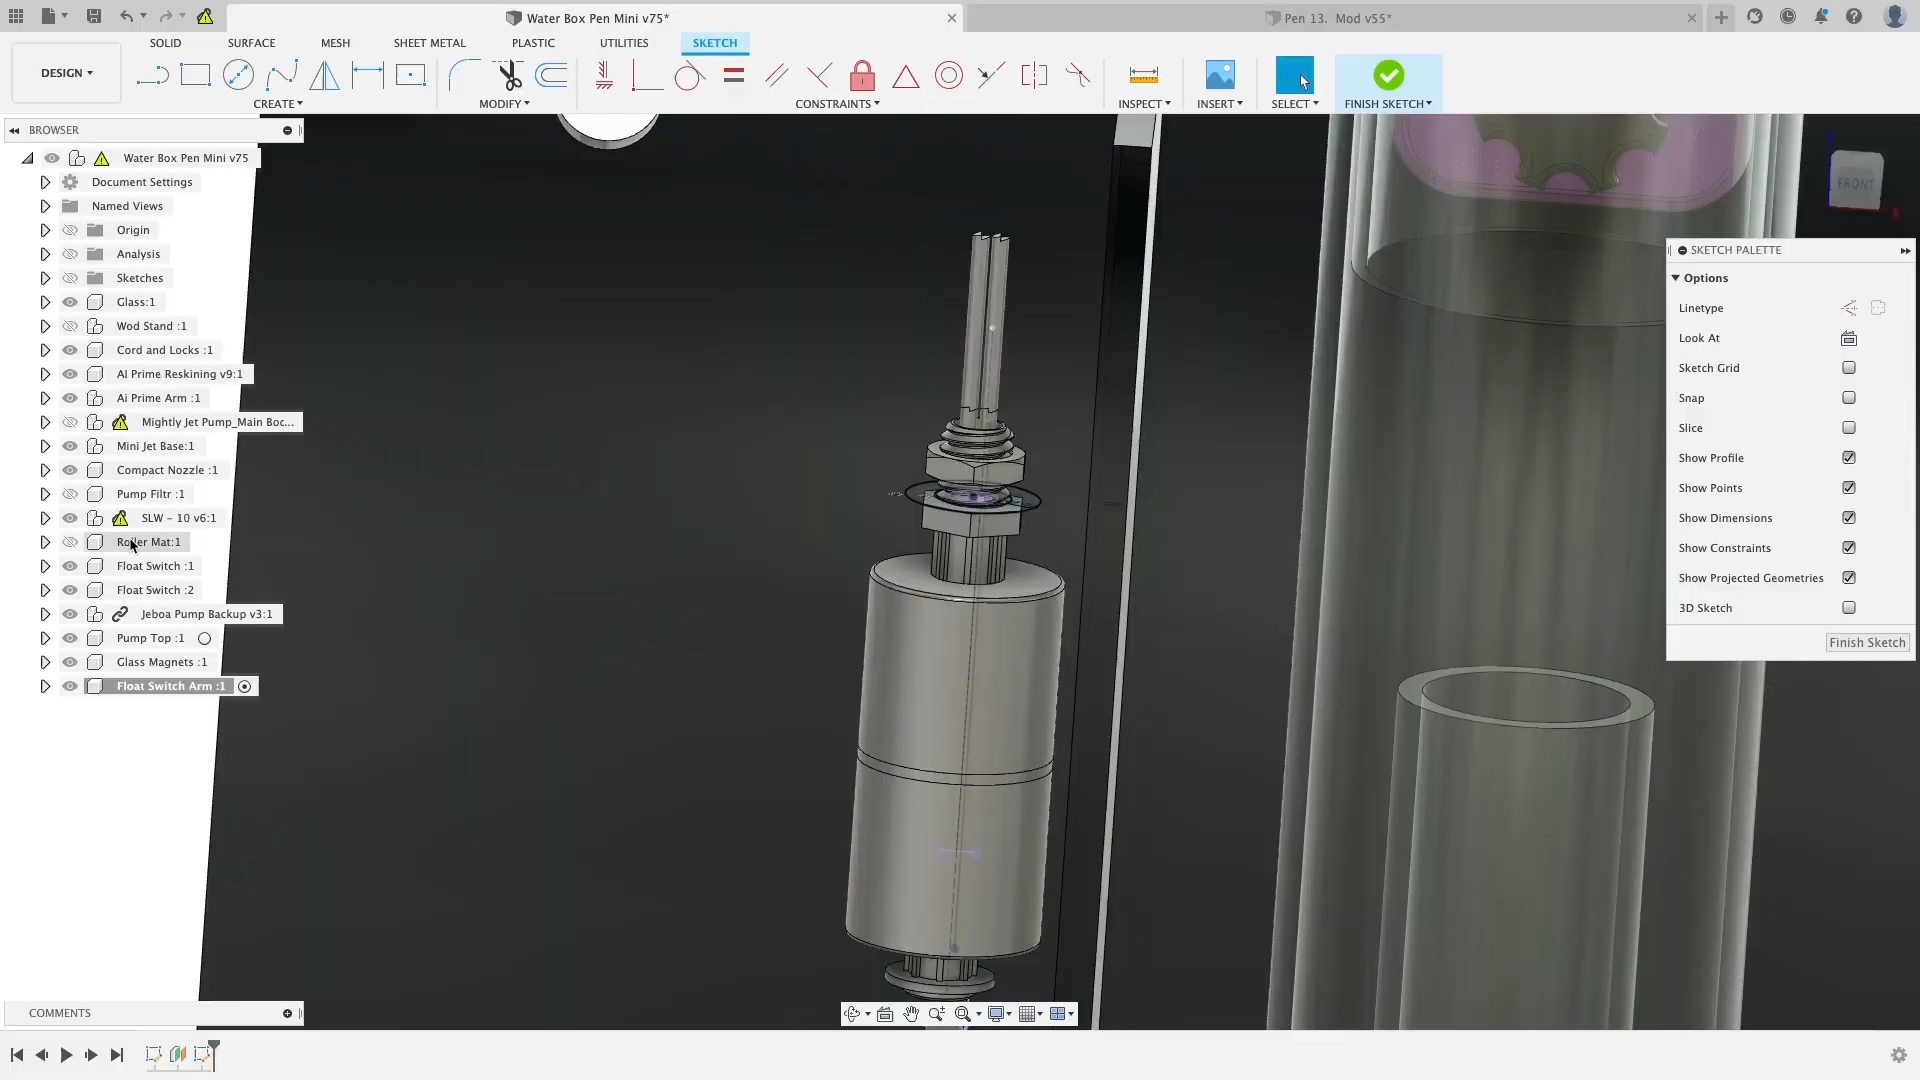 Water Box Pen Mini v75*
Pen 13.  Mod v55*
DESIGN
SOLID
SURFACE
MESH
SHEET METAL
PLASTIC
UTILITIES
SKETCH
CREATE
MODIFY
CONSTRAINTS
INSPECT
INSERT
SELECT
FINISH SKETCH
BROWSER
Water Box Pen Mini v75
Document Settings
Named Views
Origin
Analysis
Sketches
Glass:1
Wod Stand :1
Cord and Locks :1
AI Prime Reskining v9:1
Ai Prime Arm :1
Mightly Jet Pump_Main Boc...
Mini Jet Base:1
Compact Nozzle :1
Pump Filtr :1
SLW - 10 v6:1
Roller Mat:1
Float Switch :1
Float Switch :2
Jeboa Pump Backup v3:1
Pump Top :1
Glass Magnets :1
Float Switch Arm :1
FRONT
SKETCH PALETTE
Options
Linetype
Look At
Sketch Grid
Snap
Slice
Show Profile
Show Points
Show Dimensions
Show Constraints
Show Projected Geometries
3D Sketch
Finish Sketch
COMMENTS